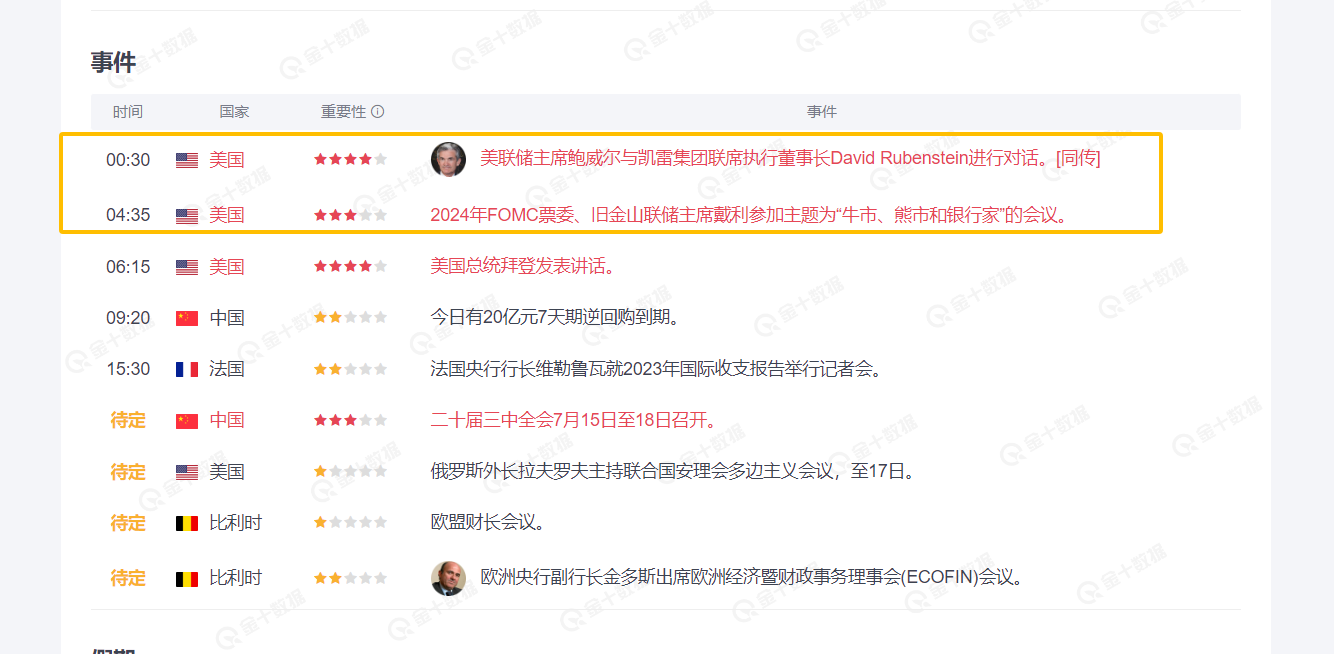 事件
时间 国家 重要性 事件
00:30 美国 美联储主席鲍威尔与凯雷集团联席执行董事长David Rubenstein进行对话。[同传]
04:35 美国 2024年FOMC票委、旧金山联储主席戴利参加主题为“牛市、熊市和银行家”的会议。
06:15 美国 美国总统拜登发表讲话。
09:20 中国 今日有20亿元7天期逆回购到期。
15:30 法国 法国央行行长维勒鲁瓦就2023年国际收支报告举行记者会。
待定 中国 二十届三中全会7月15日至18日召开。
待定 美国 俄罗斯外长拉夫罗夫主持联合国安理会多边主义会议，至17日。
待定 比利时 欧盟财长会议。
待定 比利时 欧洲央行副行长金多斯出席欧洲经济暨财政事务理事会(ECOFIN)会议。
金十数据